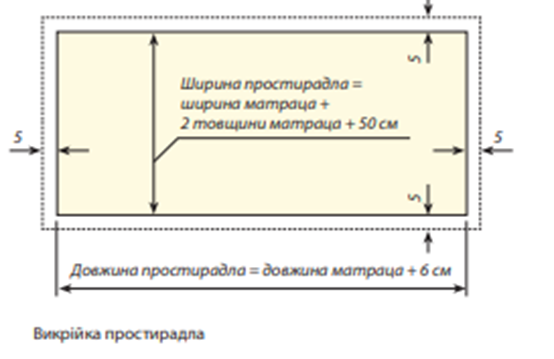 5
Ширина простирадла =
ширина матраца +
2 товщини матраца + 50 см
5
5
5
Довжина простирадла = довжина матраца + 6 см
Викрійка простирадла